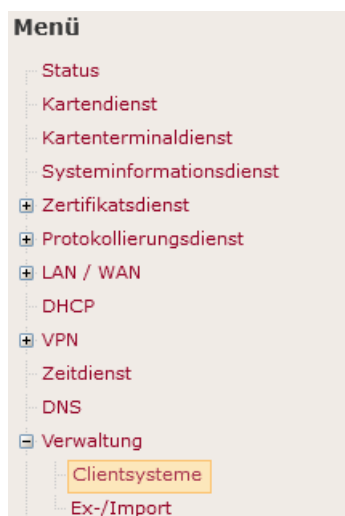 Menü
Status
Kartendienst
Kartenterminaldienst
Systeminformationsdienst
Zertifikatsdienst
Protokollierungsdienst
LAN / WAN
DHCP
VPN
Zeitdienst
DNS
Verwaltung
Clientsysteme
Ex-/Import